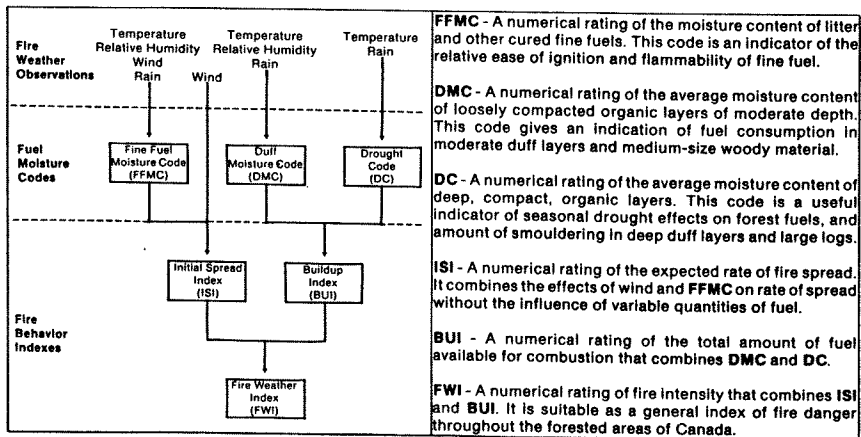 Fire
Weather
Observations
Temperature
Relative Humidity
Wind
Rain
Wind
Temperature
Relative Humidity
Rain
Temperature
Rain
Fuel
Moisture
Codes
Fine Fuel
Moisture Code
(FFMC)
Duff
Moisture Code
(DMC)
Drought
Code
(DC)
Fire
Behavior
Indexes
Initial Spread
Index
(ISI)
Buildup
Index
(BUI)
Fire Weather
Index
(FWI)
FFMC - A numerical rating of the moisture content of litter
and other cured fine fuels. This code is an indicator of the
relative ease of ignition and flammability of fine fuel.
DMC - A numerical rating of the average moisture content
of loosely compacted organic layers of moderate depth.
This code gives an indication of fuel consumption in
moderate duff layers and medium-size woody material.
DC - A numerical rating of the average moisture content of
deep, compact, organic layers. This code is a useful
indicator of seasonal drought effects on forest fuels, and
amount of smouldering in deep duff layers and large logs.
ISI - A numerical rating of the expected rate of fire spread.
It combines the effects of wind and FFMC on rate of spread
without the influence of variable quantities of fuel.
BUI - A numerical rating of the total amount of fuel
available for combustion that combines DMC and DC.
FWI - A numerical rating of fire intensity that combines ISI
and BUI. It is suitable as a general index of fire danger
throughout the forested areas of Canada.